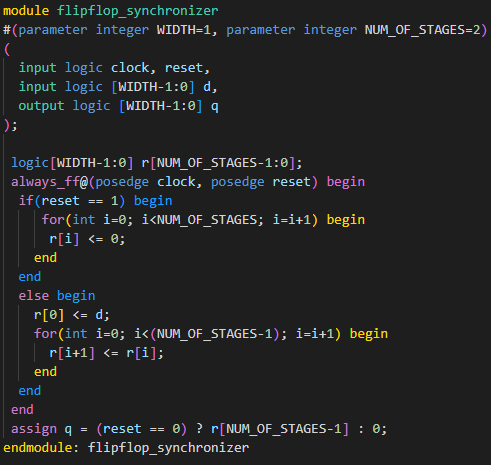 module flipflop_synchronizer
#(parameter integer WIDTH=1, parameter integer NUM_OF_STAGES=2)
(
  input logic clock, reset,
  input logic [WIDTH-1:0] d,
  output logic [WIDTH-1:0] q
);

 logic[WIDTH-1:0] r[NUM_OF_STAGES-1:0];
 always_ff@(posedge clock, posedge reset) begin
  if(reset == 1) begin
     for(int i=0; i<NUM_OF_STAGES; i=i+1) begin
      r[i] <= 0;
    end
  end
  else begin
    r[0] <= d;
    for(int i=0; i<(NUM_OF_STAGES-1); i=i+1) begin
      r[i+1] <= r[i];
    end
  end
 end
 assign q = (reset == 0) ? r[NUM_OF_STAGES-1] : 0;
endmodule: flipflop_synchronizer